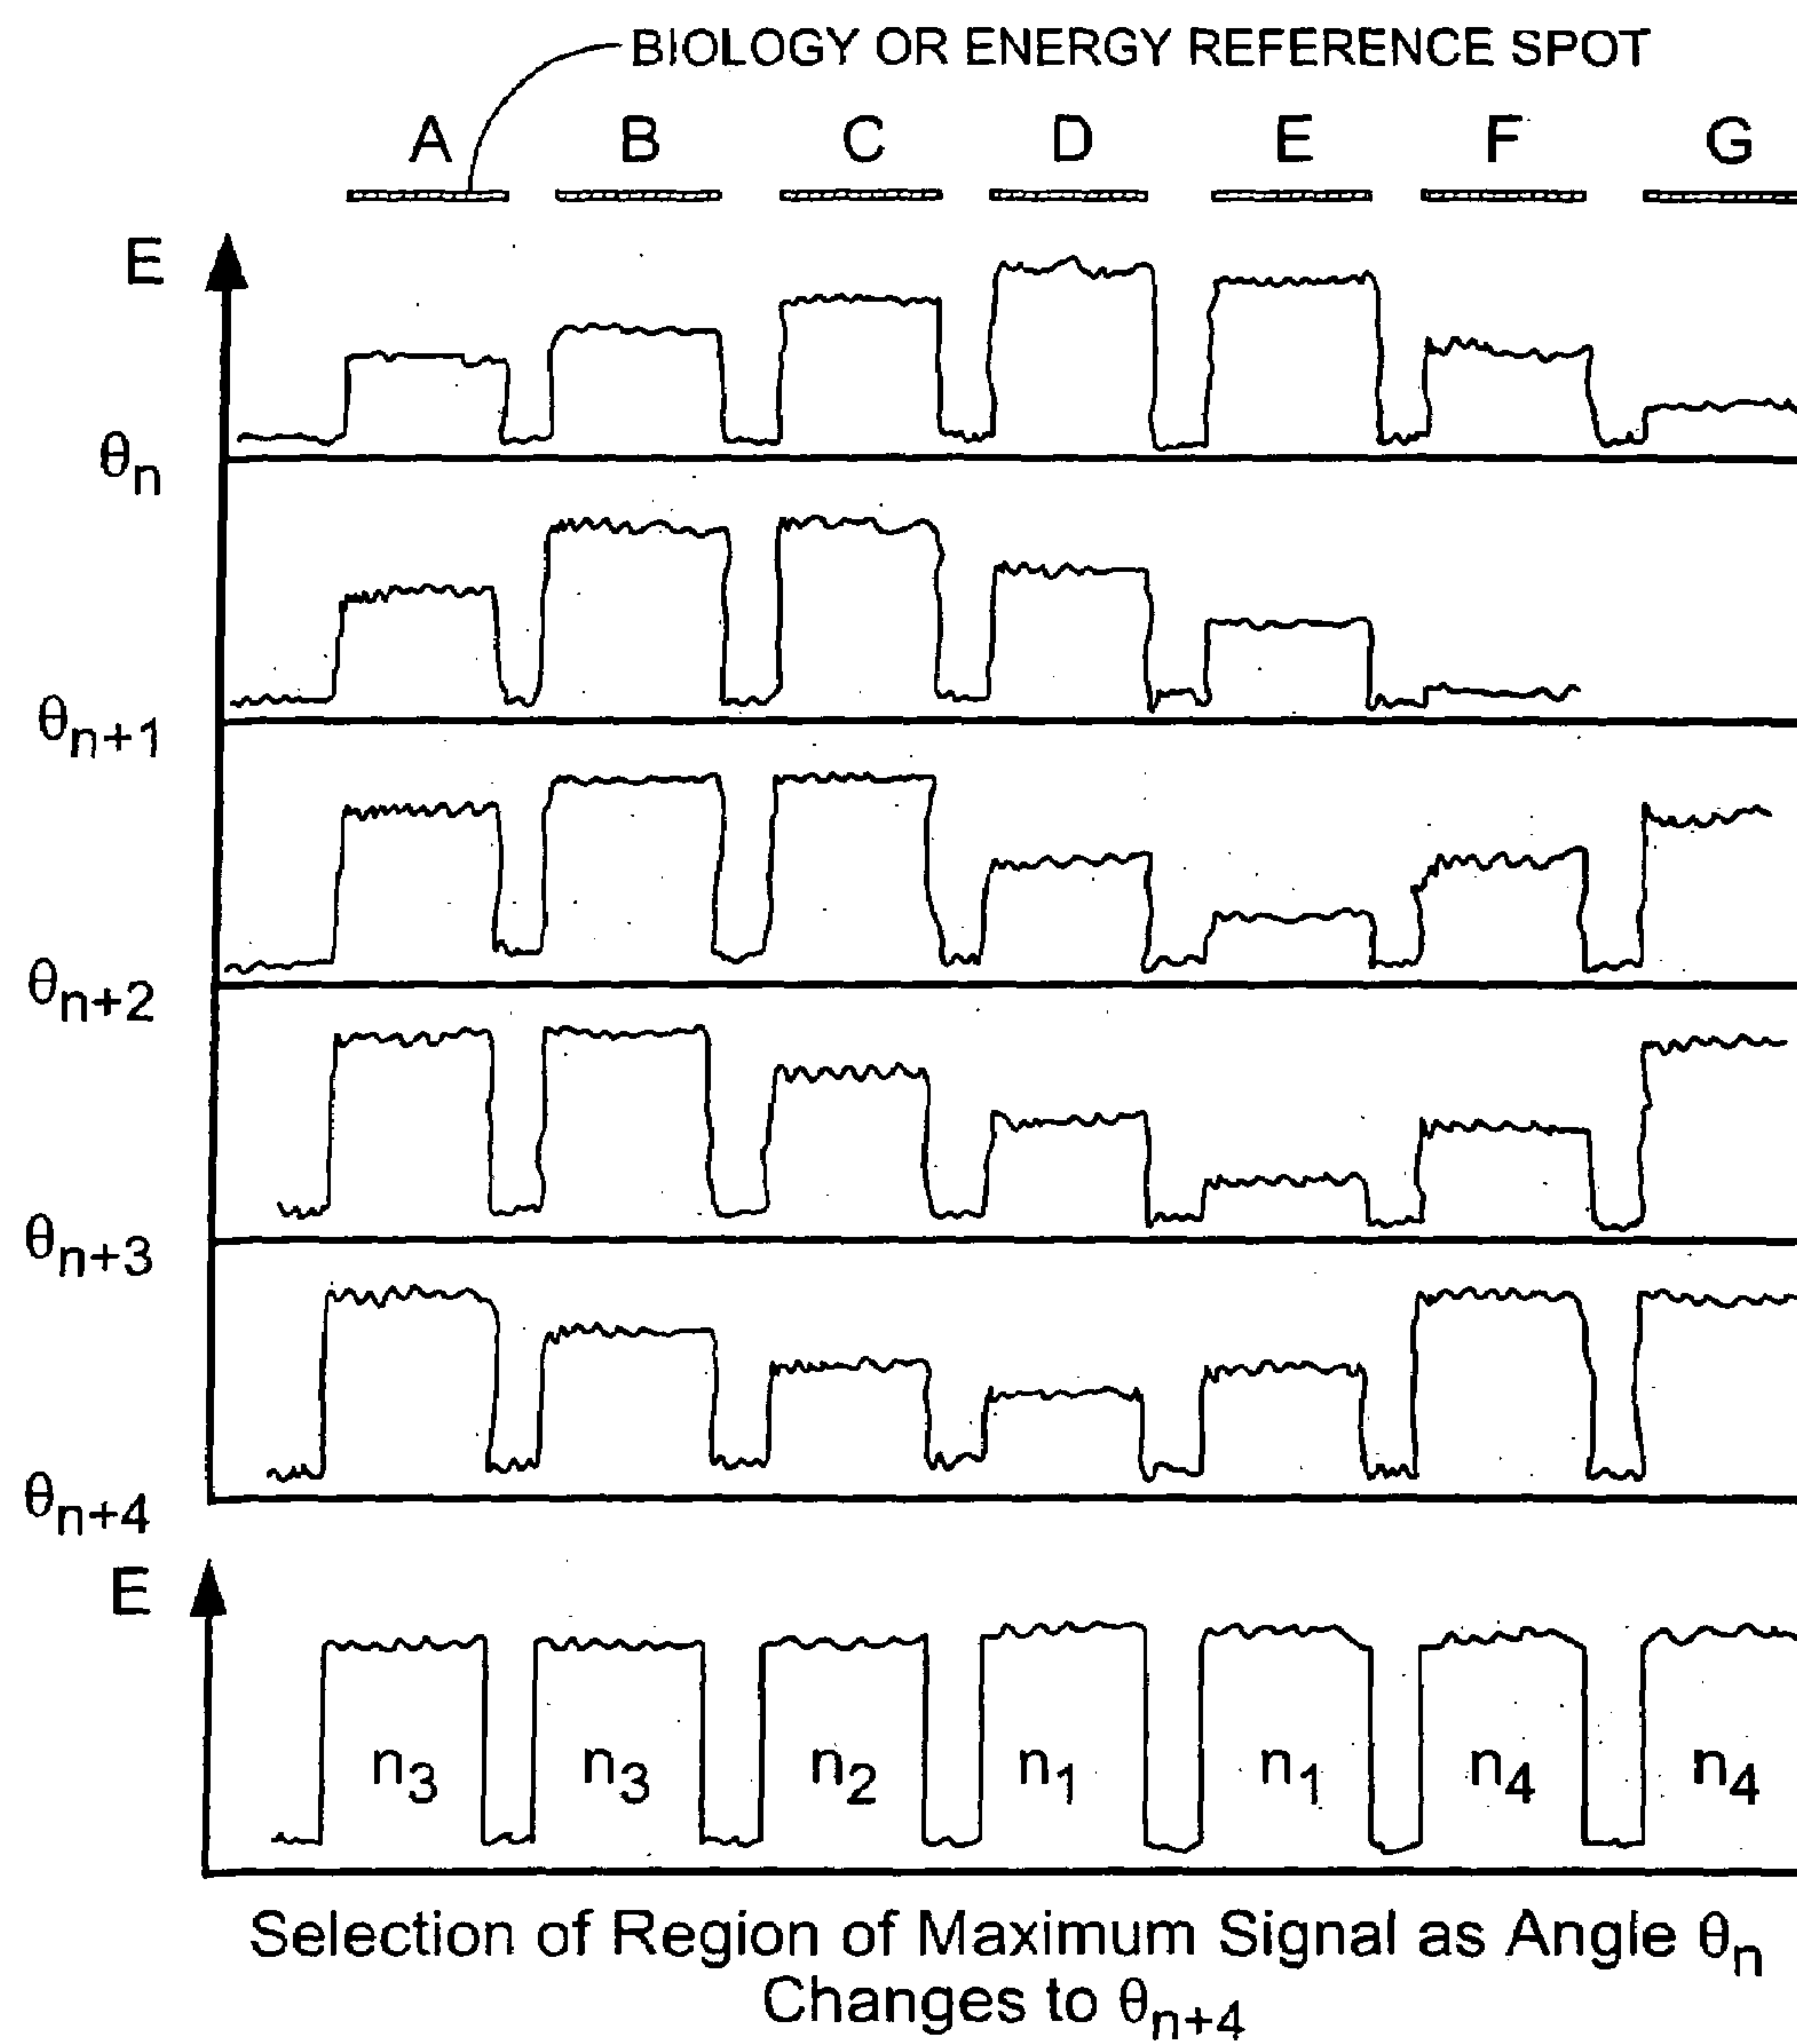 BIOLOGY OR ENERGY REFERENCE SPOT
A B C D E F G
E
θn
θn+1
θn+2
θn+3
θn+4
E
n3 n3 n2 n1 n1 n4 n4
Selection of Region of Maximum Signal as Angle θn
Changes to θn+4